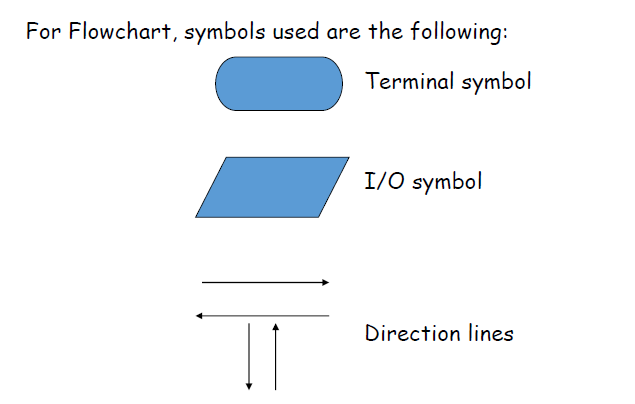 For Flowchart, symbols used are the following:
Terminal symbol
I/O symbol
Direction lines